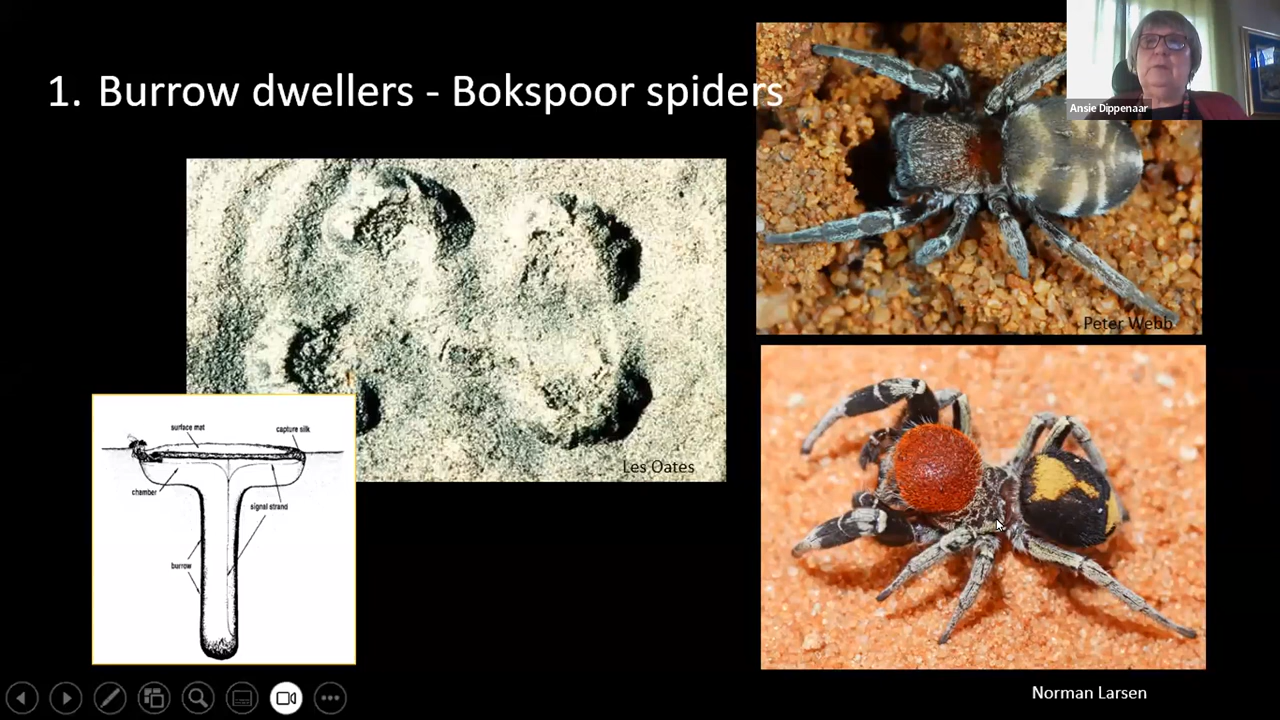 1. Burrow dwellers - Bokspoor spiders
Ansie Dippenaar
Peter Webb
Les Oates
surface mat
capture silk
chamber
signal strand
burrow
Norman Larsen